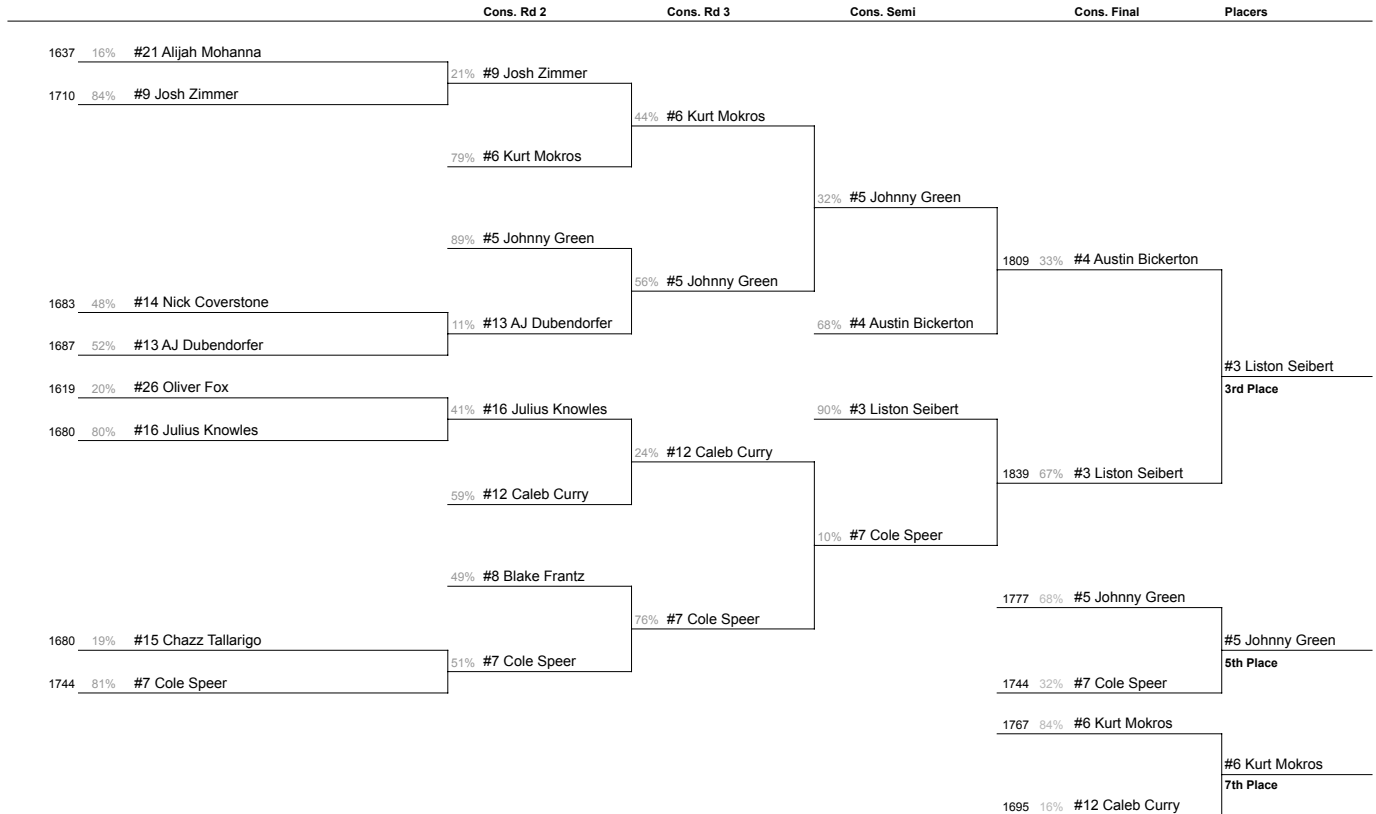 Cons. Rd 2 Cons. Rd 3 Cons. Semi Cons. Final Placers
1637 16% #21 Alijah Mohanna
21% #9 Josh Zimmer
1710 84% #9 Josh Zimmer
44% #6 Kurt Mokros
79% #6 Kurt Mokros
32% #5 Johnny Green
89% #5 Johnny Green
1809 33% #4 Austin Bickerton
56% #5 Johnny Green
1683 48% #14 Nick Coverstone
11% #13 AJ Dubendorfer
68% #4 Austin Bickerton
1687 52% #13 AJ Dubendorfer
#3 Liston Seibert
3rd Place
1619 20% #26 Oliver Fox
41% #16 Julius Knowles
90% #3 Liston Seibert
1680 80% #16 Julius Knowles
24% #12 Caleb Curry
1839 67% #3 Liston Seibert
59% #12 Caleb Curry
10% #7 Cole Speer
49% #8 Blake Frantz
1777 68% #5 Johnny Green
76% #7 Cole Speer
1680 19% #15 Chazz Tallarigo
#5 Johnny Green
5th Place
51% #7 Cole Speer
1744 81% #7 Cole Speer
1744 32% #7 Cole Speer
1767 84% #6 Kurt Mokros
#6 Kurt Mokros
7th Place
1695 16% #12 Caleb Curry